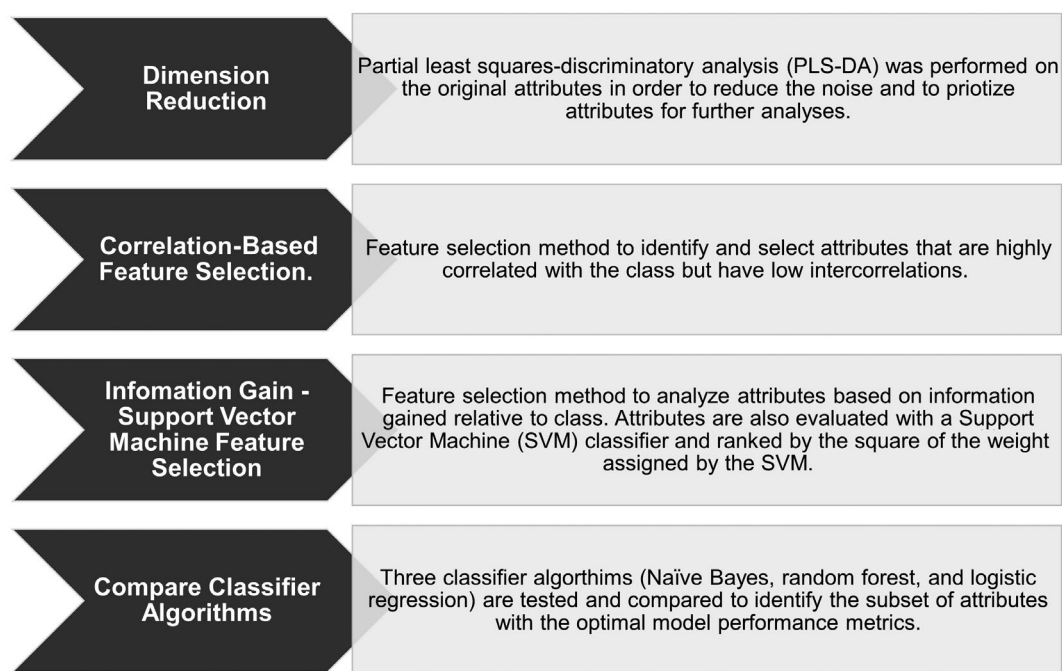 Dimension
Reduction
Partial least squares-discriminatory analysis (PLS-DA) was performed on
the original attributes in order to reduce the noise and to priotize
attributes for further analyses.
Correlation-Based
Feature Selection.
Feature selection method to identify and select attributes that are highly
correlated with the class but have low intercorrelations.
Infomation Gain -
Support Vector
Machine Feature
Selection
Feature selection method to analyze attributes based on information
gained relative to class. Attributes are also evaluated with a Support
Vector Machine (SVM) classifier and ranked by the square of the weight
assigned by the SVM.
Compare Classifier
Algorithms
Three classifier algorthims (Naïve Bayes, random forest, and logistic
regression) are tested and compared to identify the subset of attributes
with the optimal model performance metrics.